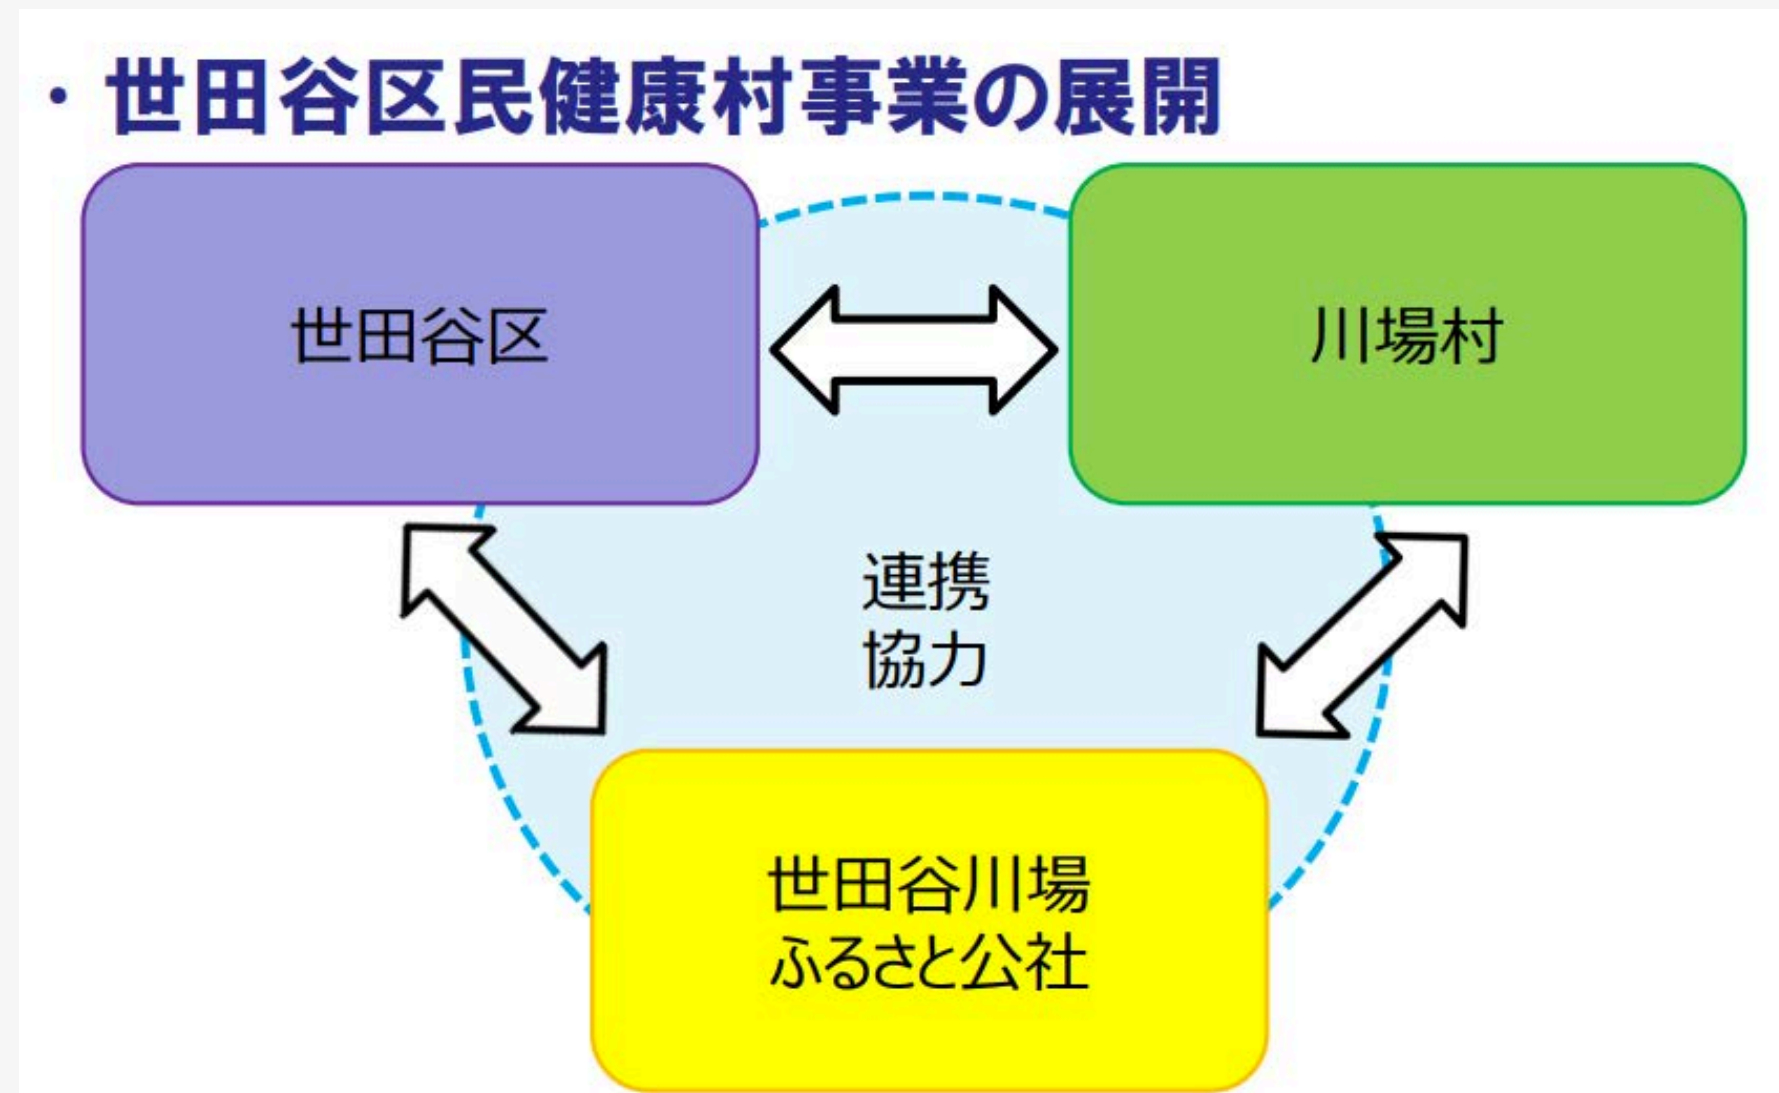 ・世田谷区民健康村事業の展開
世田谷区
川場村
連携
協力
世田谷川場
ふるさと公社